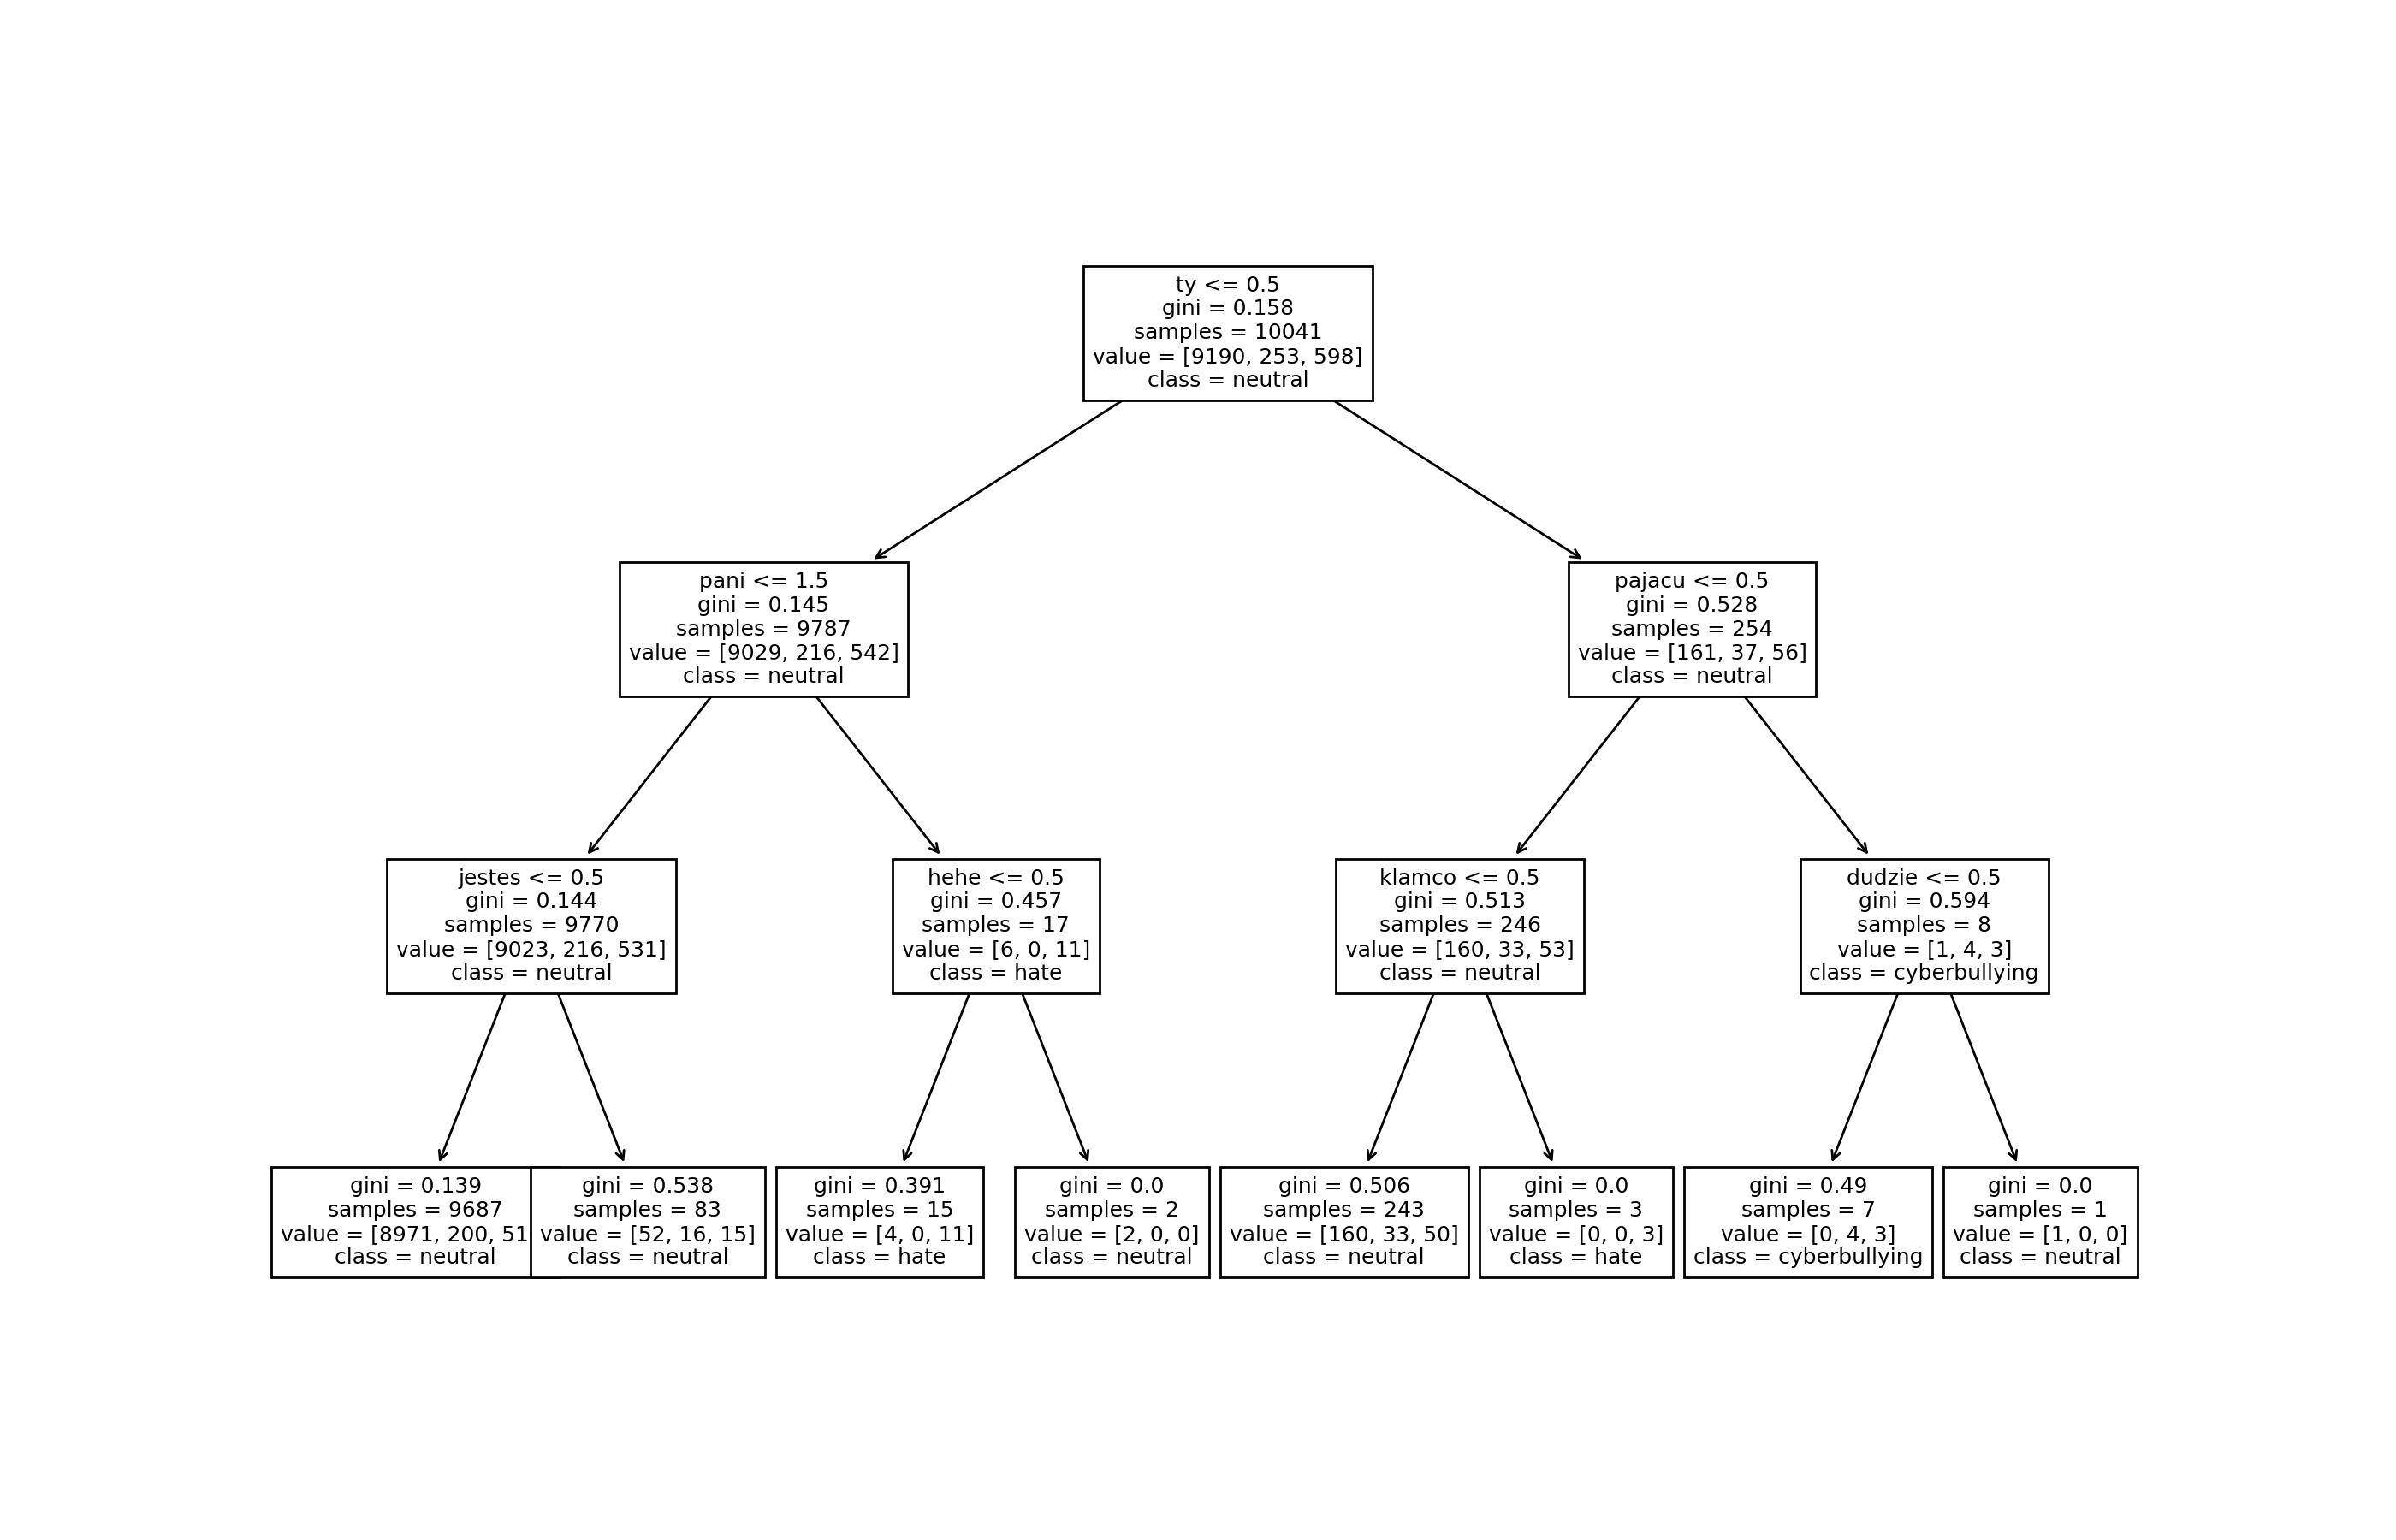 ty <= 0.5
gini = 0.158
samples = 10041
value = [9190, 253, 598]
class = neutral
pani <= 1.5
gini = 0.145
samples = 9787
value = [9029, 216, 542]
class = neutral
pajacu <= 0.5
gini = 0.528
samples = 254
value = [161, 37, 56]
class = neutral
jestes <= 0.5
gini = 0.144
samples = 9770
value = [9023, 216, 531]
class = neutral
hehe <= 0.5
gini = 0.457
samples = 17
value = [6, 0, 11]
class = hate
klamco <= 0.5
gini = 0.513
samples = 246
value = [160, 33, 53]
class = neutral
dudzie <= 0.5
gini = 0.594
samples = 8
value = [1, 4, 3]
class = cyberbullying
gini = 0.139
samples = 9687
value = [8971, 200, 51
class = neutral
gini = 0.538
samples = 83
value = [52, 16, 15]
class = neutral
gini = 0.391
samples = 15
value = [4, 0, 11]
class = hate
gini = 0.0
samples = 2
value = [2, 0, 0]
class = neutral
gini = 0.506
samples = 243
value = [160, 33, 50]
class = neutral
gini = 0.0
samples = 3
value = [0, 0, 3]
class = hate
gini = 0.49
samples = 7
value = [0, 4, 3]
class = cyberbullying
gini = 0.0
samples = 1
value = [1, 0, 0]
class = neutral